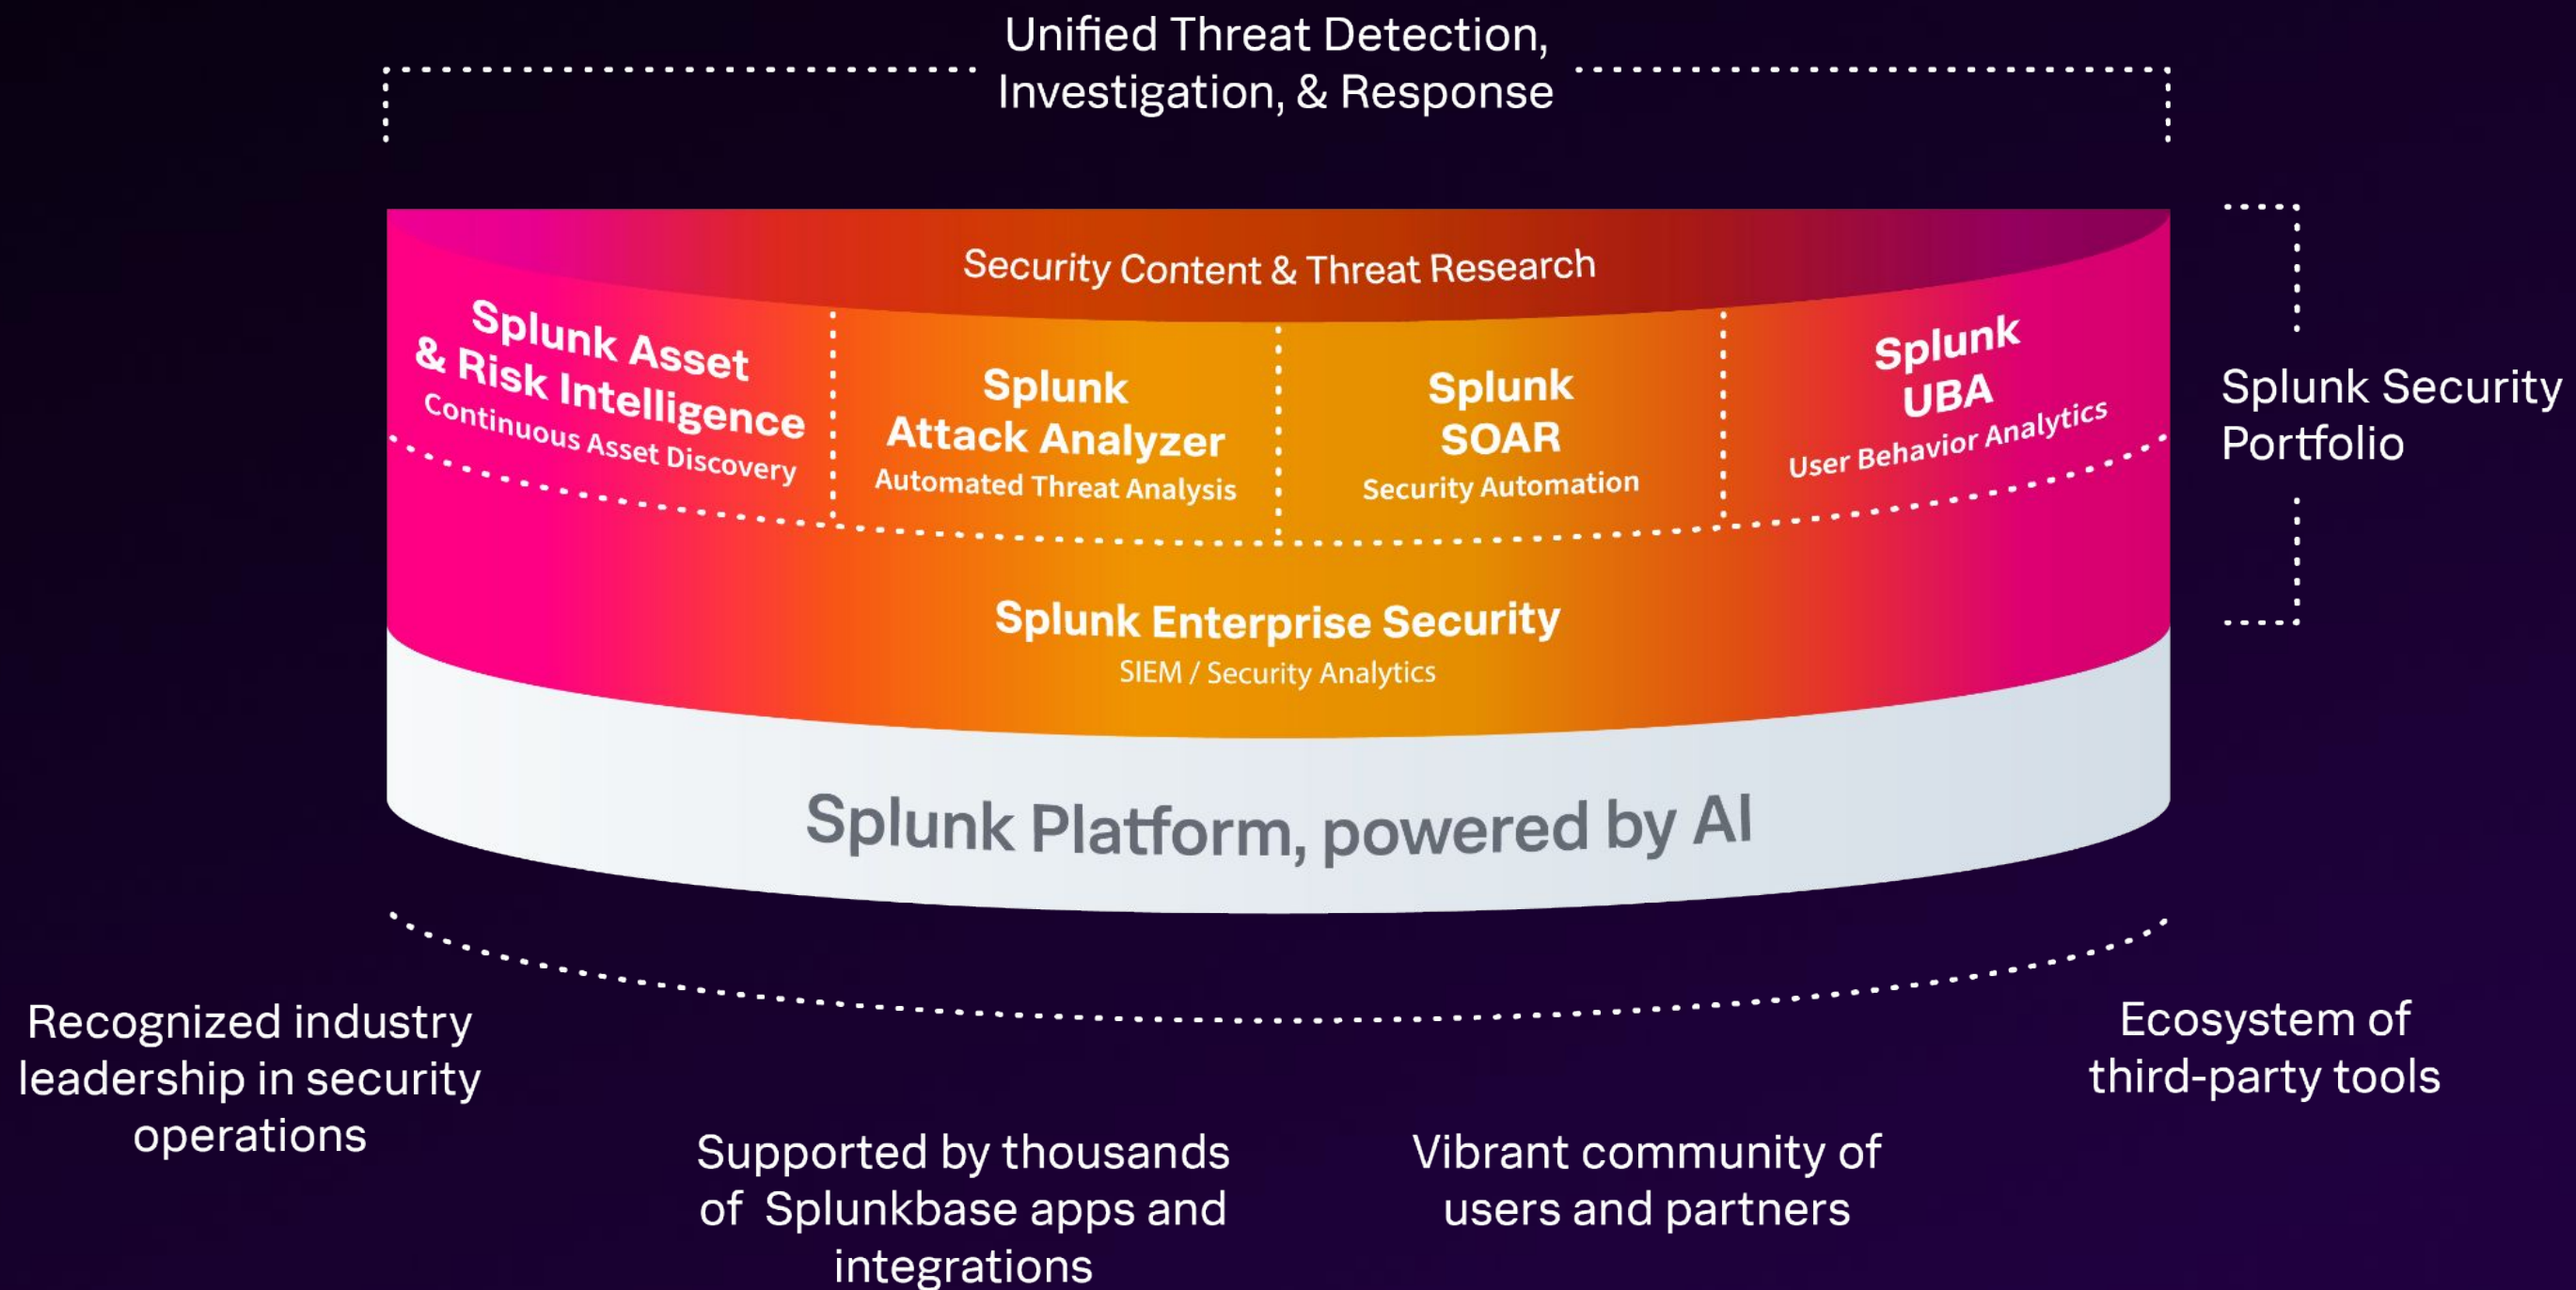 Unified Threat Detection,
Investigation, & Response
Security Content & Threat Research
Splunk Asset
& Risk Intelligence
Continuous Asset Discovery
Splunk
Attack Analyzer
Automated Threat Analysis
Splunk
SOAR
Security Automation
Splunk
UBA
User Behavior Analytics
Splunk Security
Portfolio
Splunk Enterprise Security
SIEM / Security Analytics
Splunk Platform, powered by AI
Recognized industry
leadership in security
operations
Supported by thousands
of Splunkbase apps and
integrations
Vibrant community of
users and partners
Ecosystem of
third-party tools